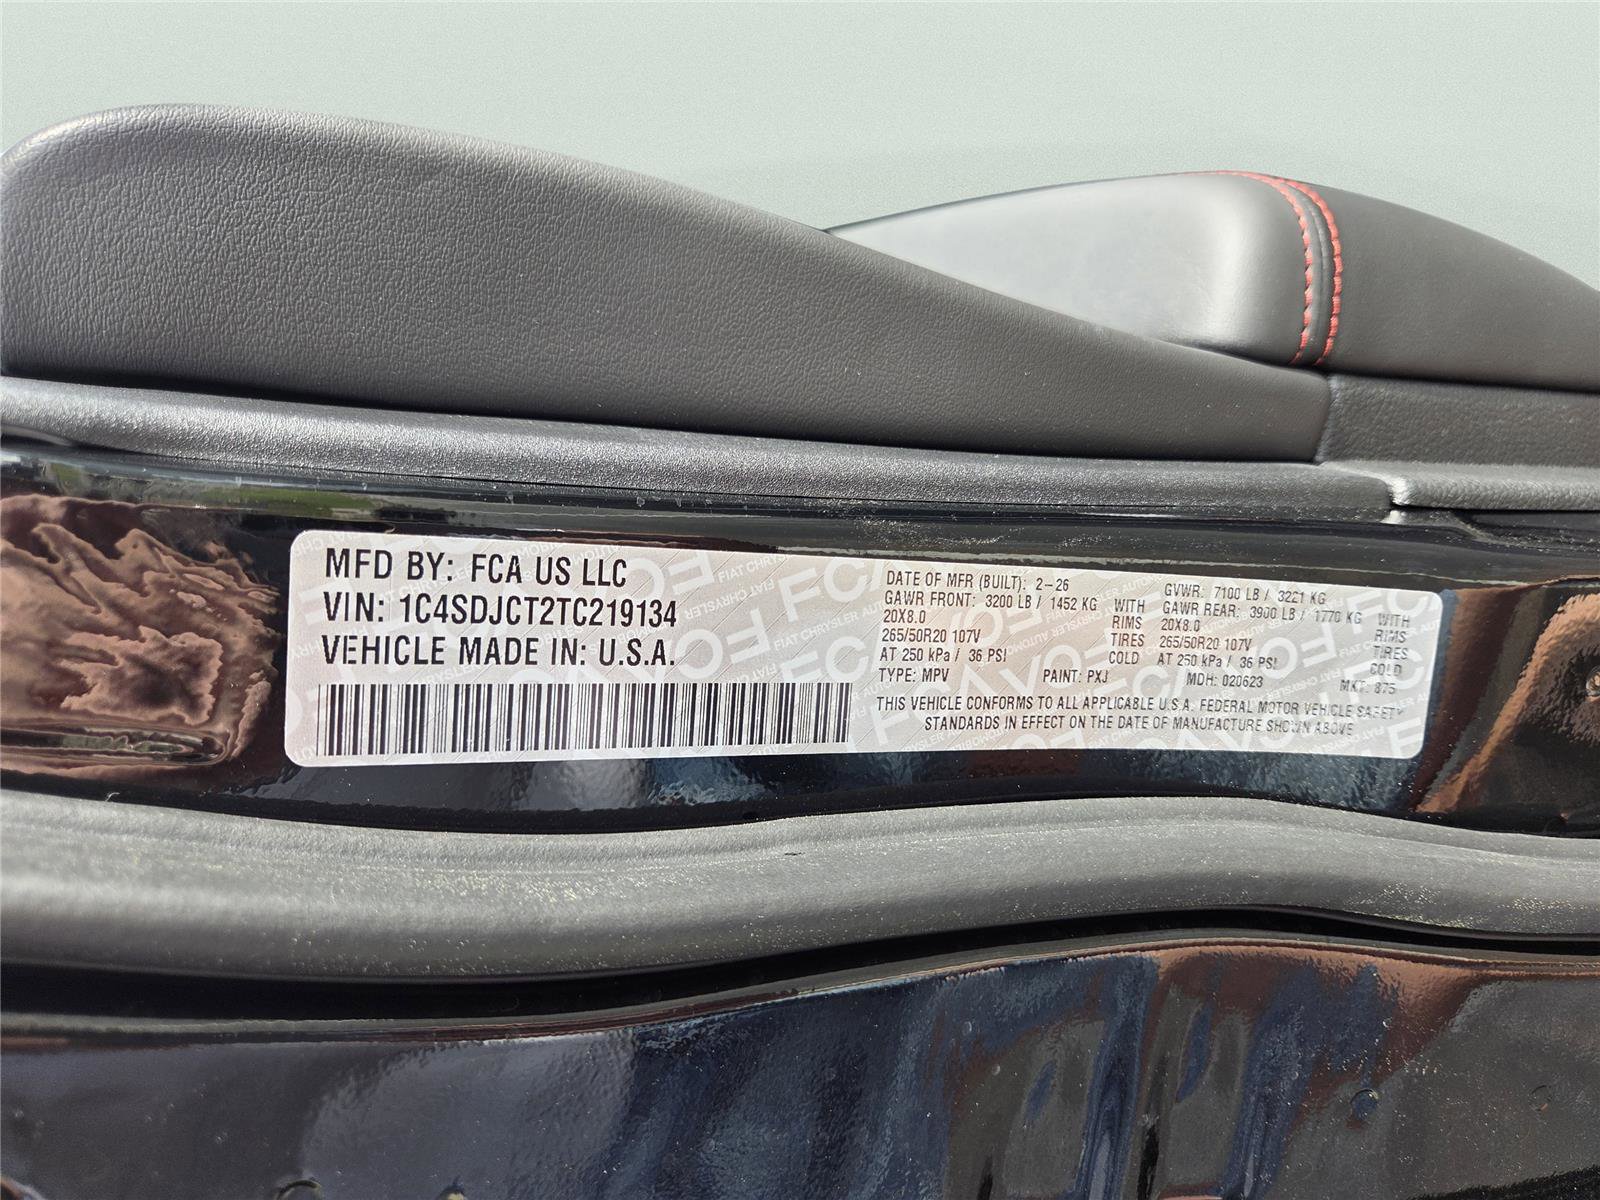 MFD BY: FCA US LLC
VIN: 1C4SDJCT2TC219134
VEHICLE MADE IN: U.S.A.
DATE OF MFR (BUILT): 2-26 GVWR: 7100 LB / 3221 KG
GAWR FRONT: 3200 LB / 1452 KG WITH GAWR REAR: 3900 LB / 1770 KG WITH
20X8.0 RIMS 20X8.0 RIMS
265/50R20 107V TIRES 265/50R20 107V TIRES
AT 250 kPa / 36 PSI COLD AT 250 kPa / 36 PSI COLD
TYPE: MPV PAINT: PXJ MDH: 020623 MKT: 875
THIS VEHICLE CONFORMS TO ALL APPLICABLE U.S.A. FEDERAL MOTOR VEHICLE SAFETY
STANDARDS IN EFFECT ON THE DATE OF MANUFACTURE SHOWN ABOVE